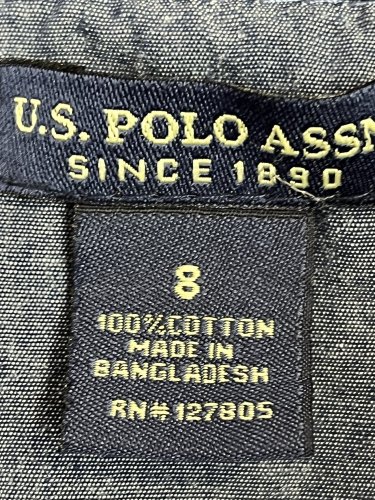 U.S. POLO ASSN
SINCE 1890
8
100%COTTON
MADE IN
BANGLADESH
RN#127805